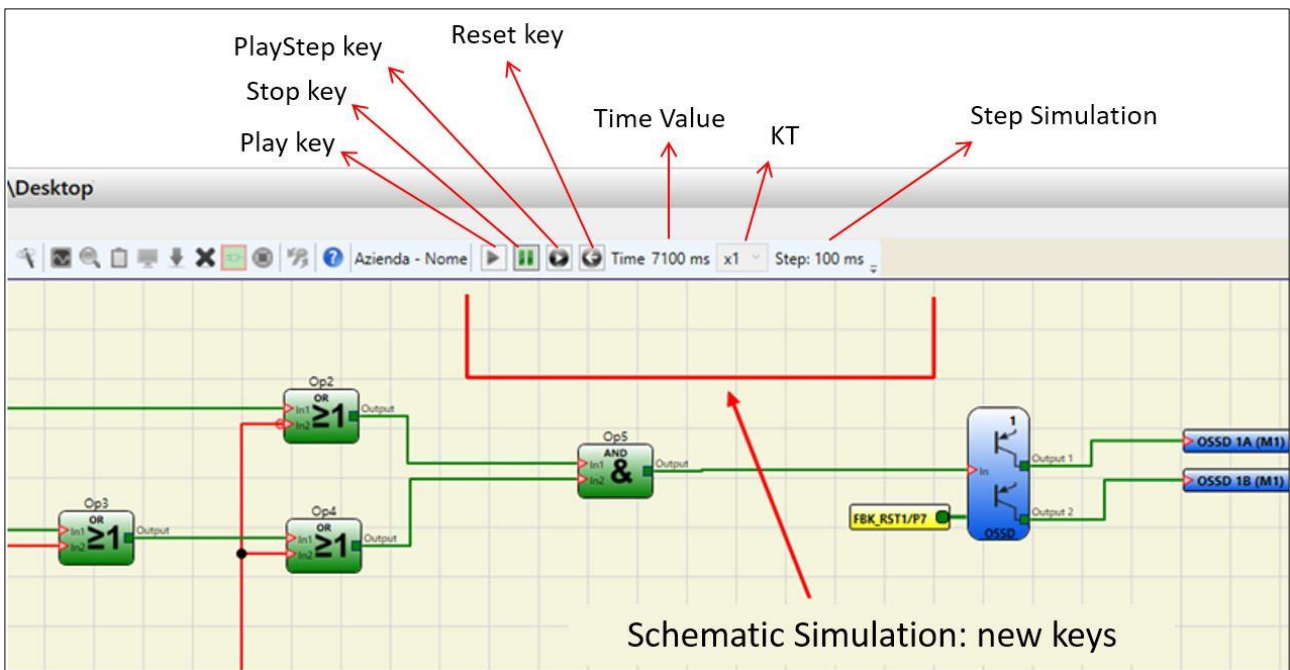 PlayStep key
Reset key
Stop key
Play key
Time Value
KT
Step Simulation
\Desktop
Azienda - Nome
Time 7100 ms
x1
Step: 100 ms
Op2
OR
In1
In2
≥1
Output
Op3
OR
In1
In2
≥1
Output
Op4
OR
In1
In2
≥1
Output
Op5
AND
In1
In2
&
Output
1
In
Output 1
Output 2
OSSD
FBK_RST1/P7
OSSD 1A (M1)
OSSD 1B (M1)
Schematic Simulation: new keys